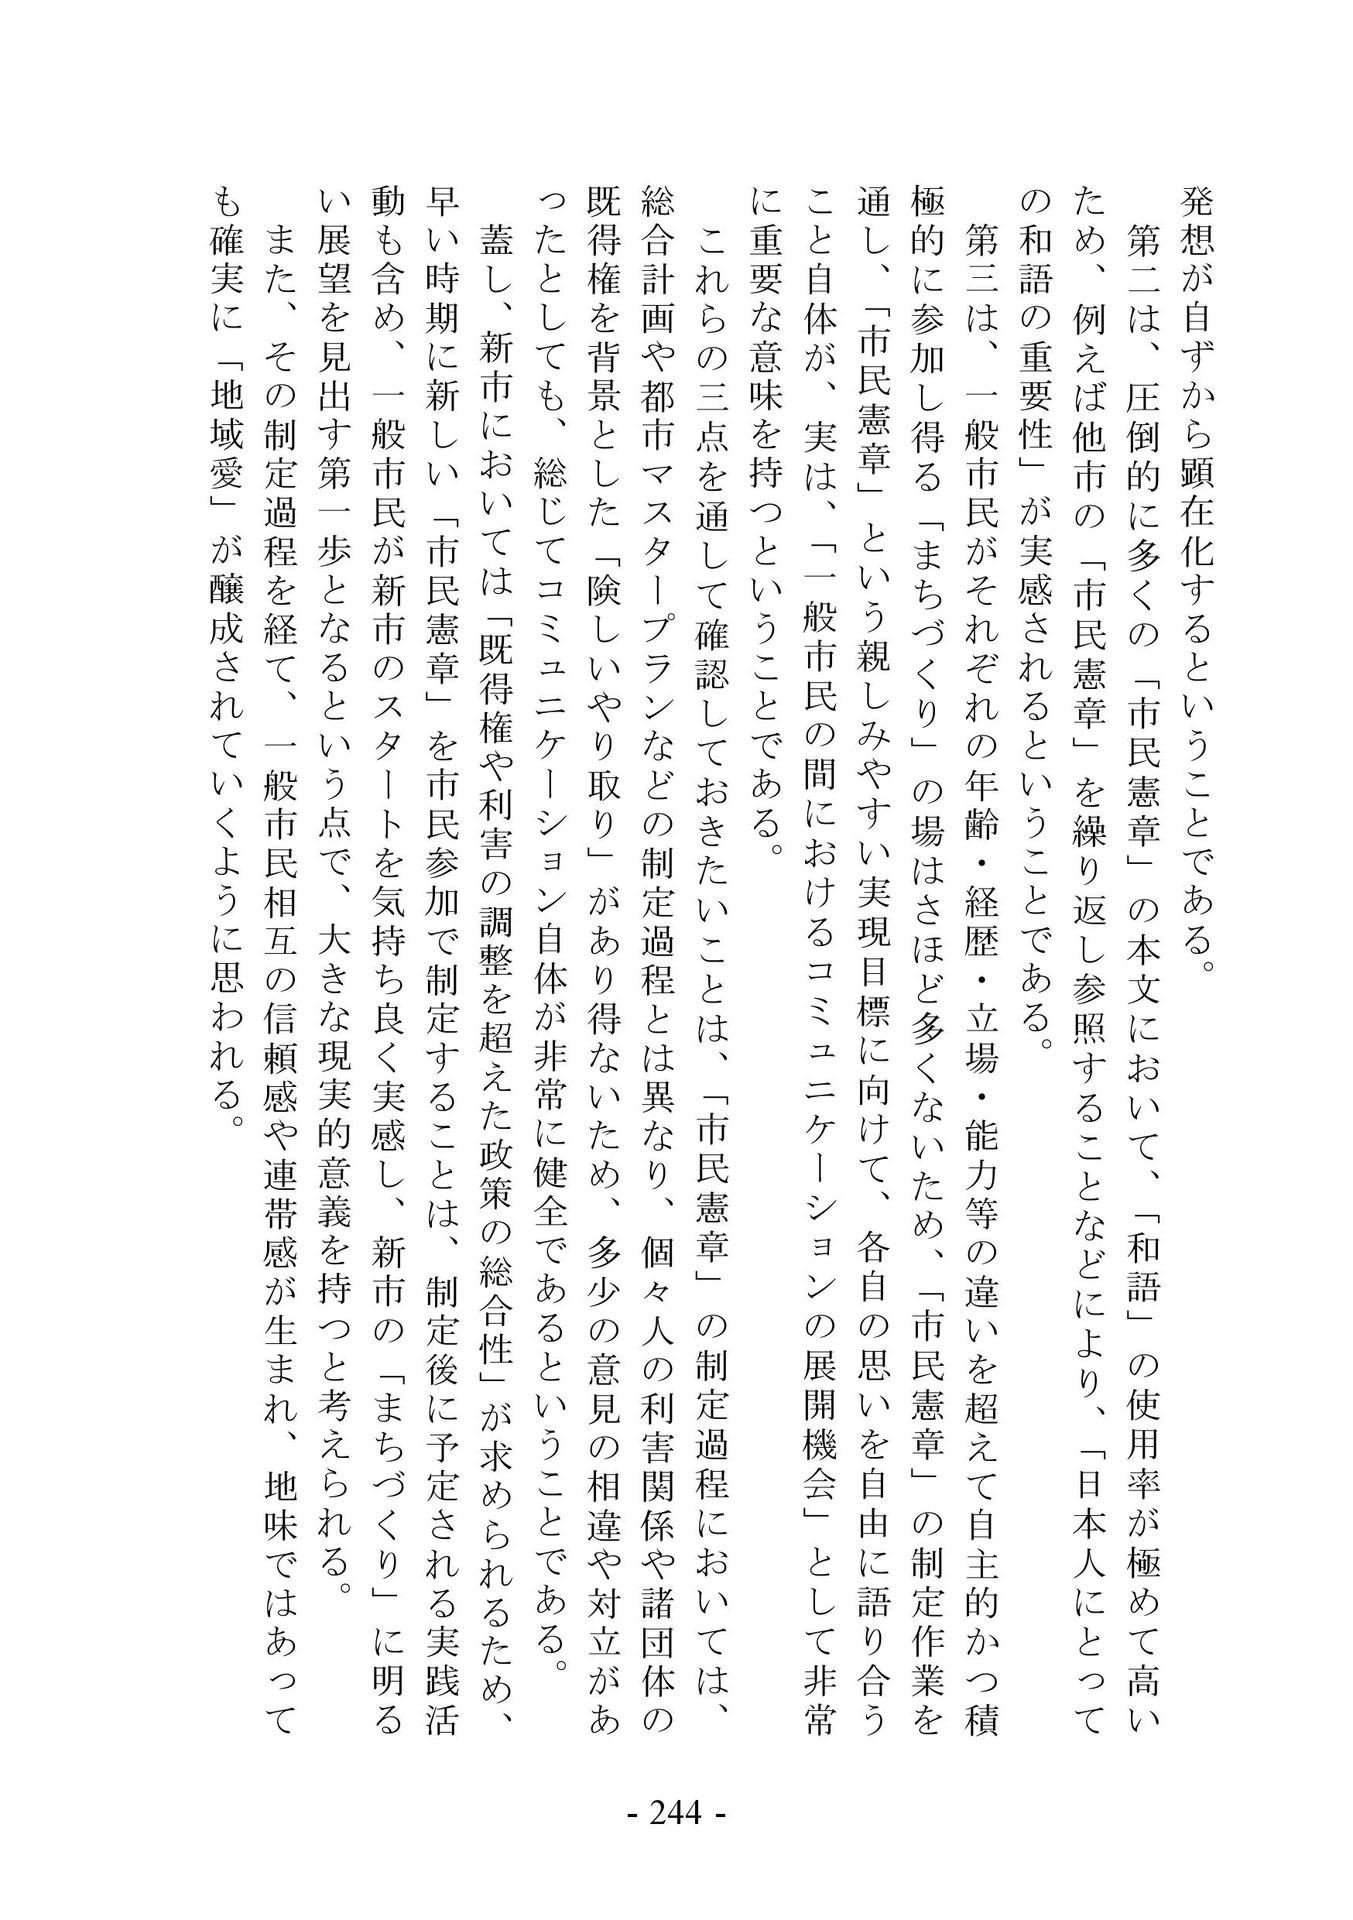 発想が自ずから顕在化するということである。
第二は、圧倒的に多くの「市民憲章」の本文において、「和語」の使用率が極めて高い
ため、例えば他市の「市民憲章」を繰り返し参照することなどにより、「日本人にとって
の和語の重要性」が実感されるということである。
第三は、一般市民がそれぞれの年齢・経歴・立場・能力等の違いを超えて自主的かつ積
極的に参加し得る「まちづくり」の場はさほど多くないため、「市民憲章」の制定作業を
通し、「市民憲章」という親しみやすい実現目標に向けて、各自の思いを自由に語り合う
こと自体が、実は、「一般市民の間におけるコミュニケーションの展開機会」として非常
に重要な意味を持つということである。
これらの三点を通して確認しておきたいことは、「市民憲章」の制定過程においては、
総合計画や都市マスタープランなどの制定過程とは異なり、個々人の利害関係や諸団体の
既得権を背景とした「険しいやり取り」があり得ないため、多少の意見の相違や対立があ
ったとしても、総じてコミュニケーション自体が非常に健全であるということである。
蓋し、新市においては「既得権や利害の調整を超えた政策の総合性」が求められるため、
早い時期に新しい「市民憲章」を市民参加で制定することは、制定後に予定される実践活
動も含め、一般市民が新市のスタートを気持ち良く実感し、新市の「まちづくり」に明る
い展望を見出す第一歩となるという点で、大きな現実的意義を持つと考えられる。
また、その制定過程を経て、一般市民相互の信頼感や連帯感が生まれ、地味ではあって
も確実に「地域愛」が醸成されていくように思われる。
- 244 -